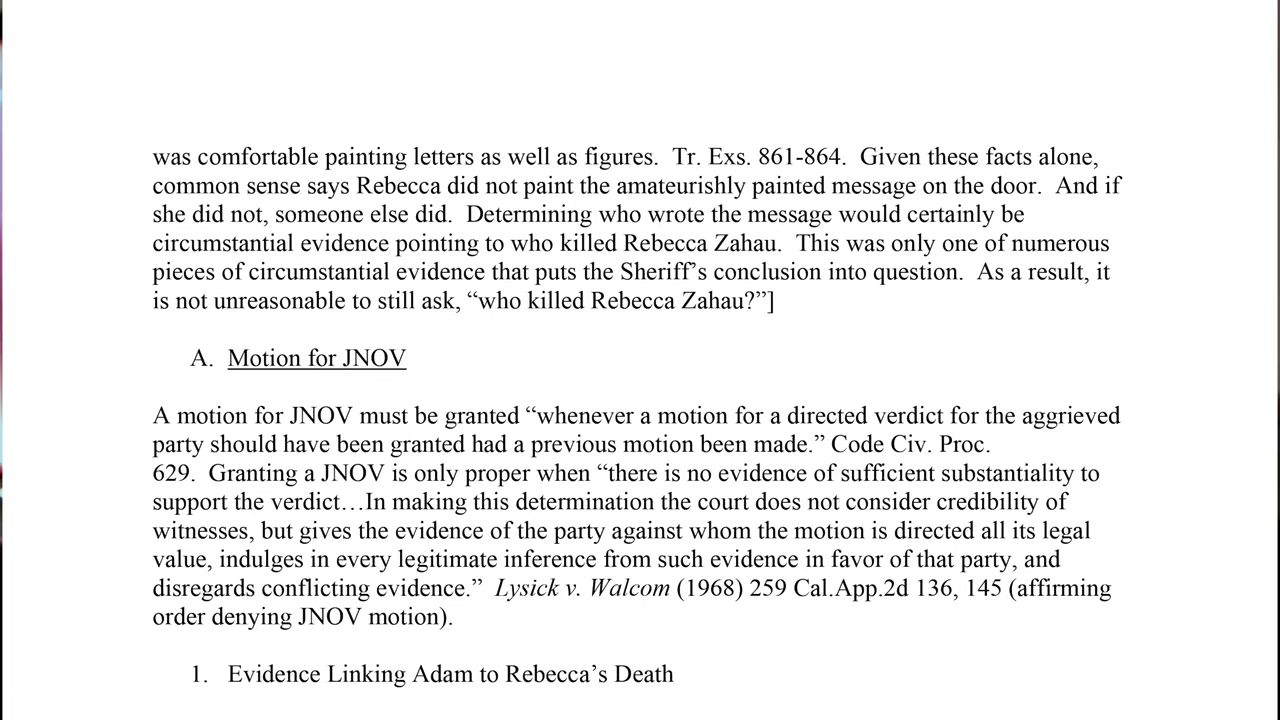 was comfortable painting letters as well as figures.  Tr. Exs. 861-864.  Given these facts alone,
common sense says Rebecca did not paint the amateurishly painted message on the door.  And if
she did not, someone else did.  Determining who wrote the message would certainly be
circumstantial evidence pointing to who killed Rebecca Zahau.  This was only one of numerous
pieces of circumstantial evidence that puts the Sheriff’s conclusion into question.  As a result, it
is not unreasonable to still ask, “who killed Rebecca Zahau?”]
A. Motion for JNOV
A motion for JNOV must be granted “whenever a motion for a directed verdict for the aggrieved
party should have been granted had a previous motion been made.” Code Civ. Proc.
629.  Granting a JNOV is only proper when “there is no evidence of sufficient substantiality to
support the verdict…In making this determination the court does not consider credibility of
witnesses, but gives the evidence of the party against whom the motion is directed all its legal
value, indulges in every legitimate inference from such evidence in favor of that party, and
disregards conflicting evidence.”  Lysick v. Walcom (1968) 259 Cal.App.2d 136, 145 (affirming
order denying JNOV motion).
1. Evidence Linking Adam to Rebecca’s Death